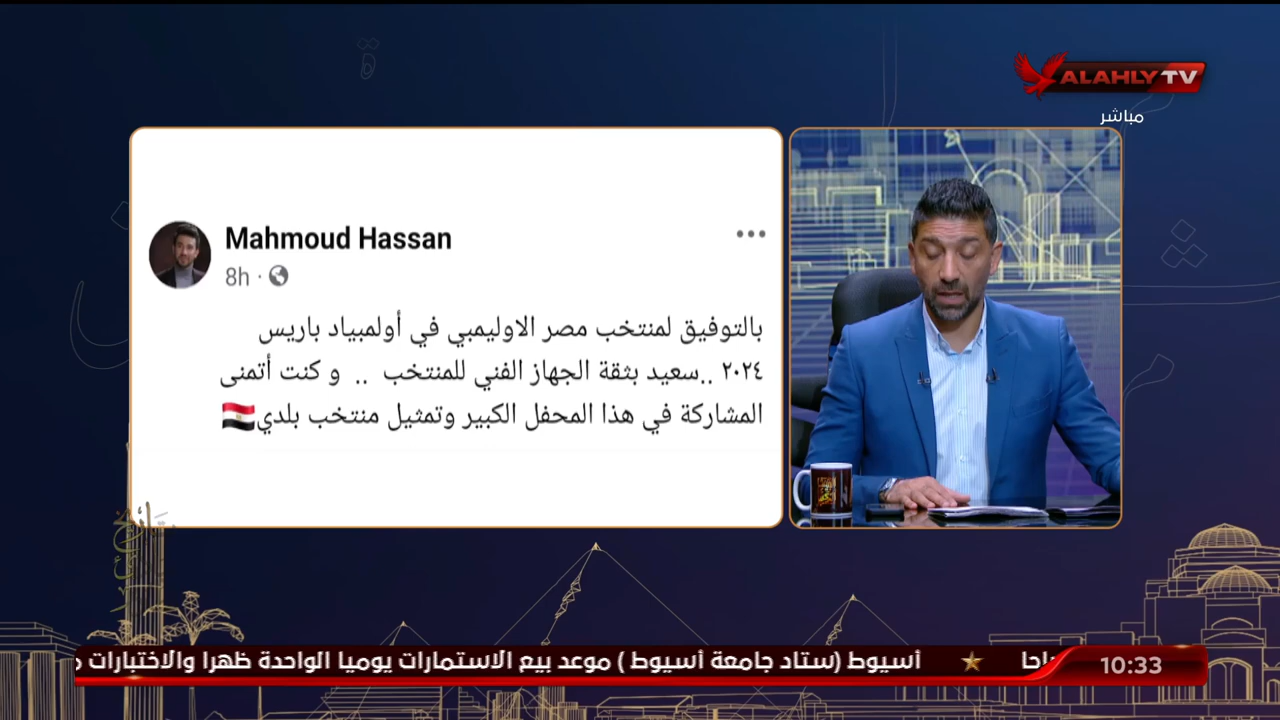 ALAHLY TV
مباشر
Mahmoud Hassan
8h ·
بالتوفيق لمنتخب مصر الاوليمبي في أولمبياد باريس
٢٠٢٤ ..سعيد بثقة الجهاز الفني للمنتخب .. و كنت أتمنى
المشاركة في هذا المحفل الكبير وتمثيل منتخب بلدي🇪🇬
أسيوط (ستاد جامعة أسيوط ) موعد بيع الاستمارات يوميا الواحدة ظهرا والاختبارات
10:33